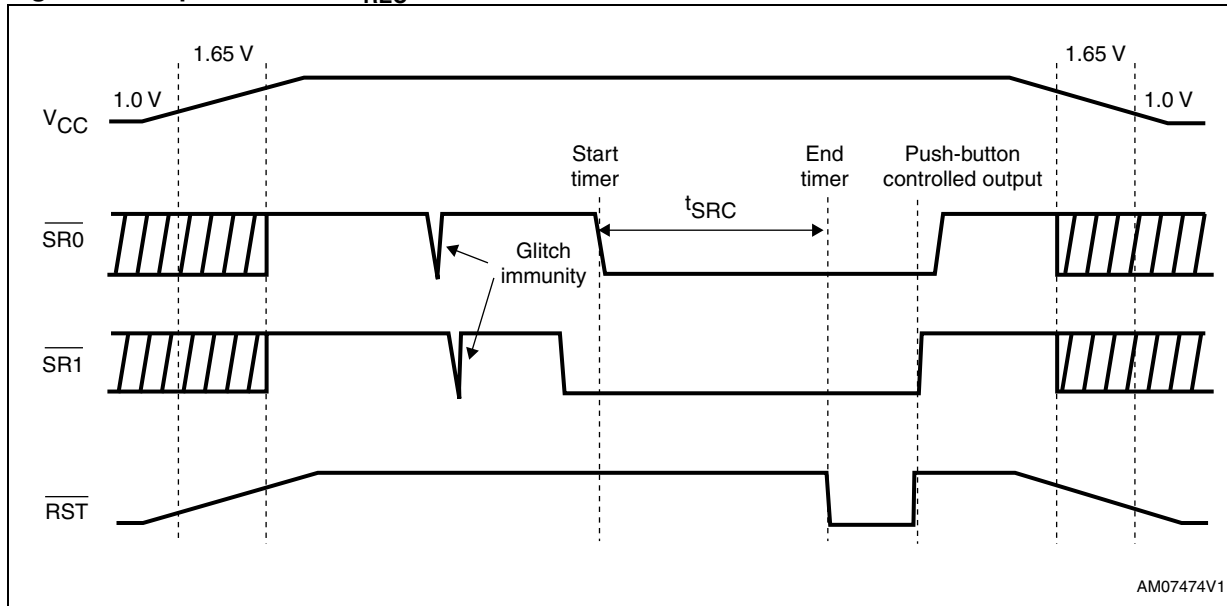 REC
1.65 V
1.65 V
1.0 V
1.0 V
VCC
Start
timer
End
timer
Push-button
controlled output
tSRC
SR0
Glitch
immunity
SR1
RST
AM07474V1